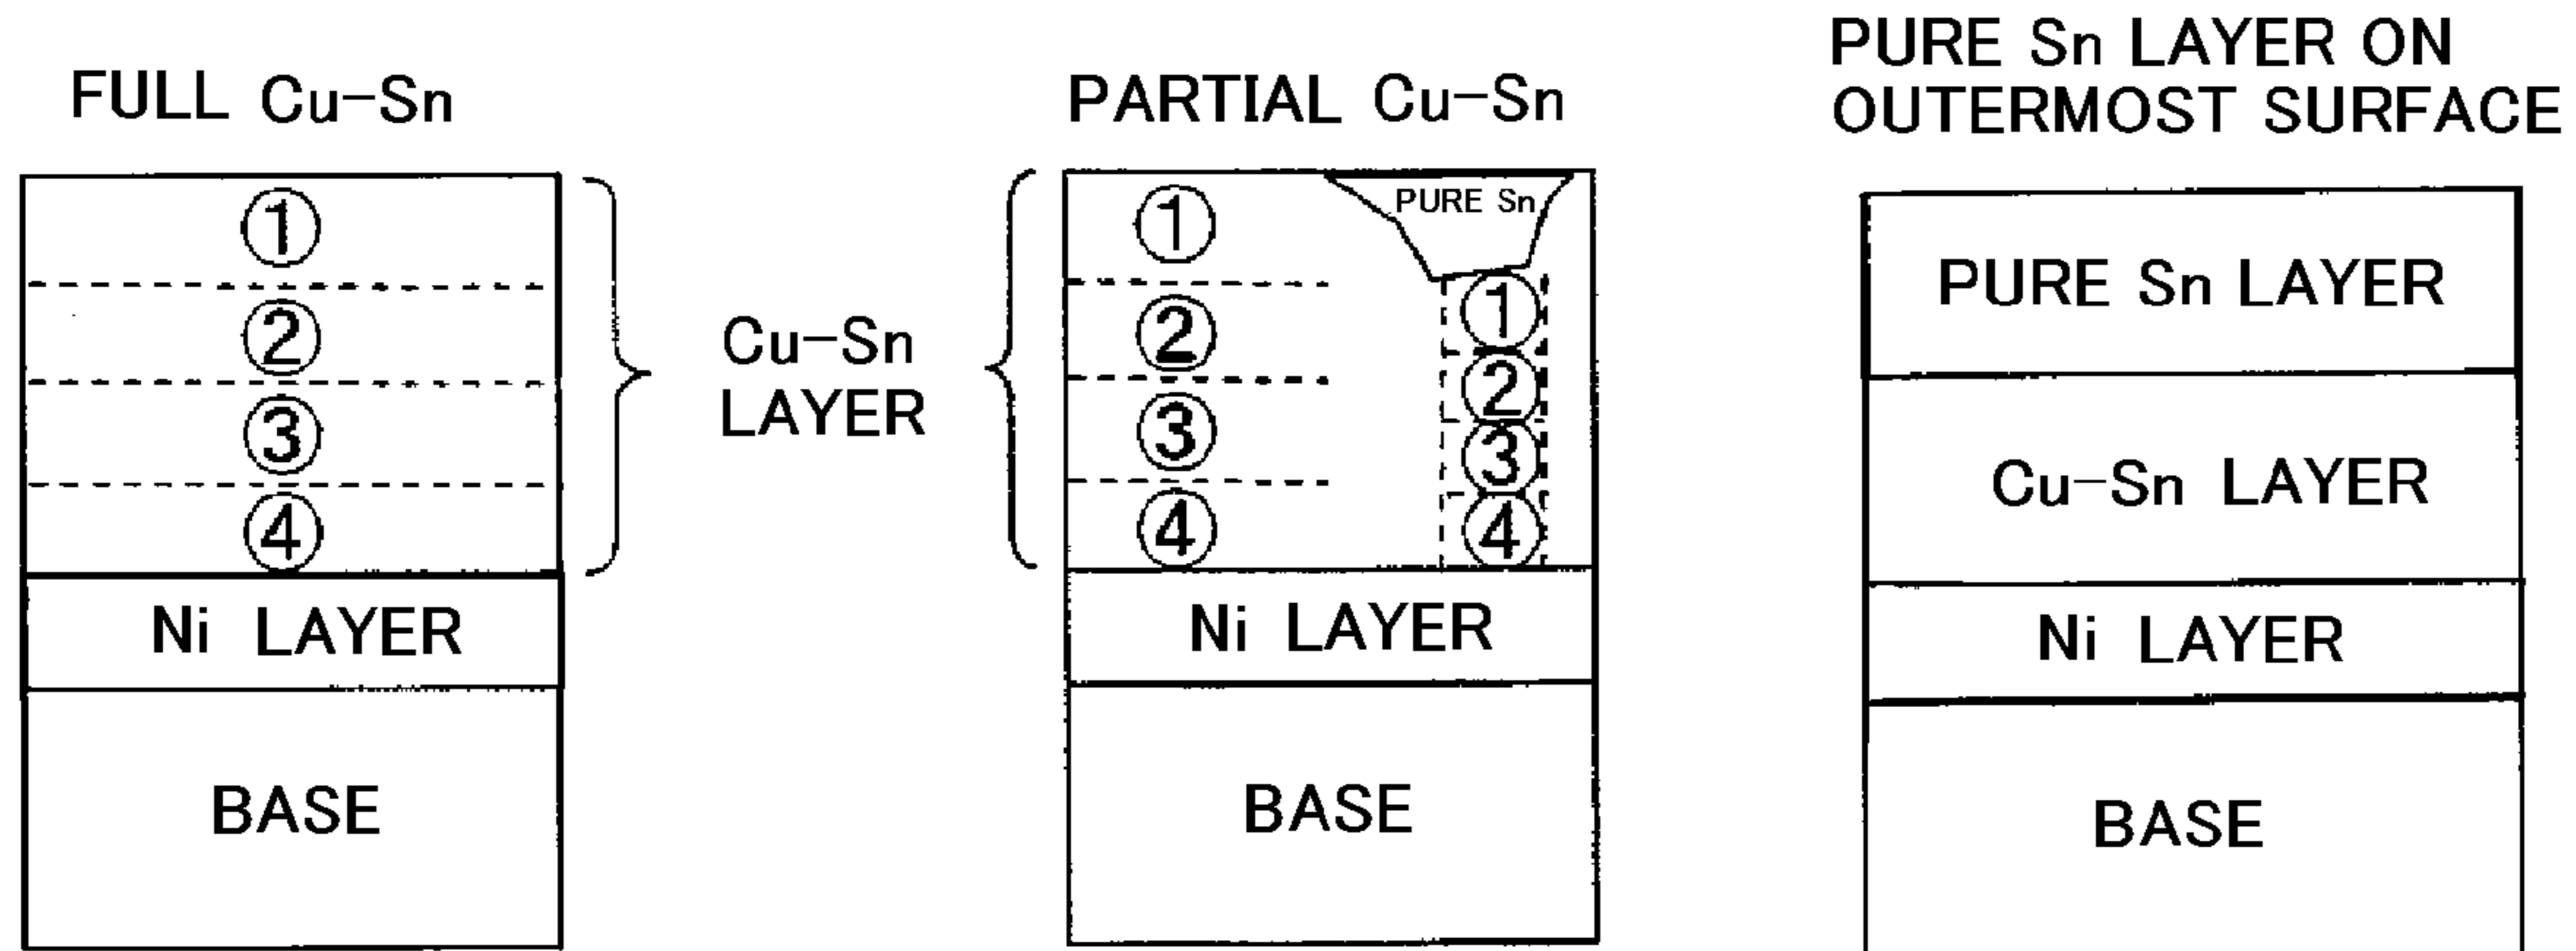 FULL Cu-Sn
①
②
③
④
Ni LAYER
BASE
Cu-Sn
LAYER
PARTIAL Cu-Sn
PURE Sn
①
②
③
④
①
②
③
④
Ni LAYER
BASE
PURE Sn LAYER ON
OUTERMOST SURFACE
PURE Sn LAYER
Cu-Sn LAYER
Ni LAYER
BASE